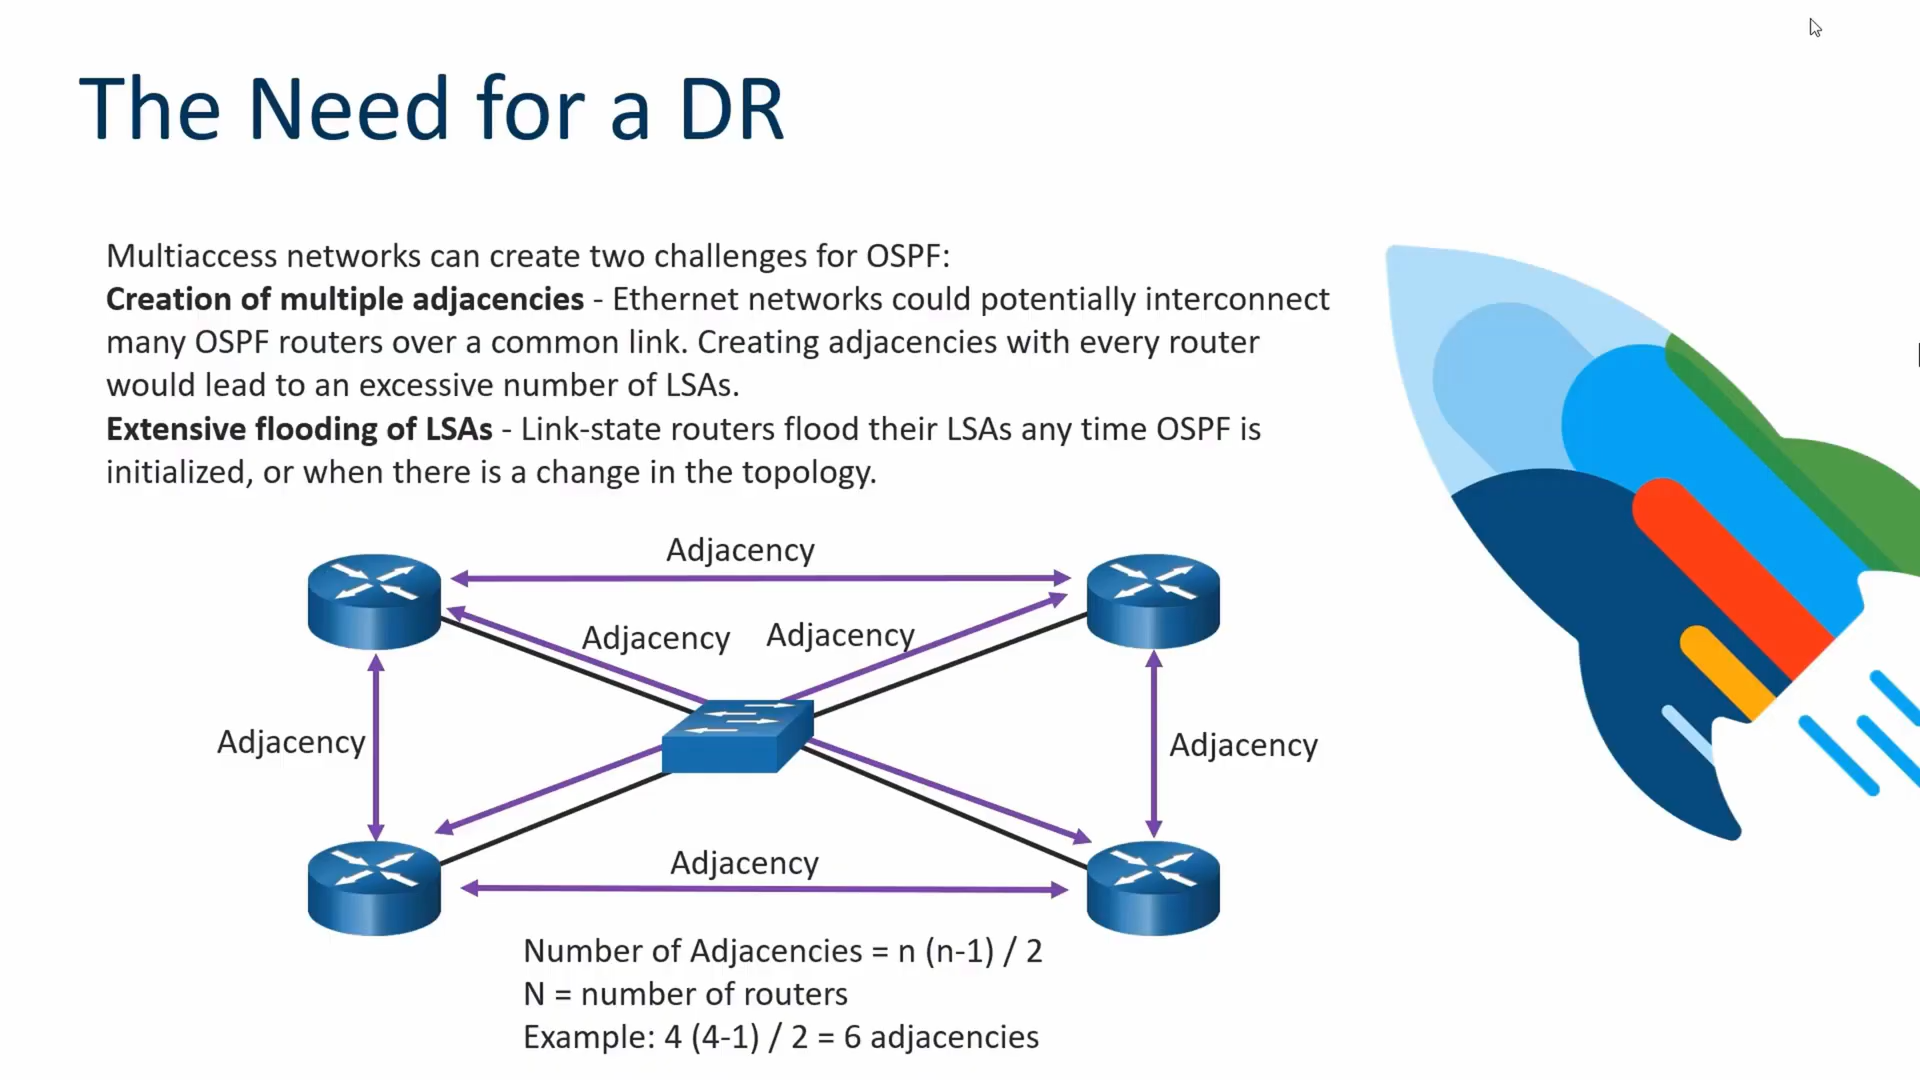 The Need for a DR
Multiaccess networks can create two challenges for OSPF:
Creation of multiple adjacencies - Ethernet networks could potentially interconnect
many OSPF routers over a common link. Creating adjacencies with every router
would lead to an excessive number of LSAs.
Extensive flooding of LSAs - Link-state routers flood their LSAs any time OSPF is
initialized, or when there is a change in the topology.
Adjacency
Adjacency
Adjacency
Adjacency
Adjacency
Adjacency
Number of Adjacencies = n (n-1) / 2
N = number of routers
Example: 4 (4-1) / 2 = 6 adjacencies